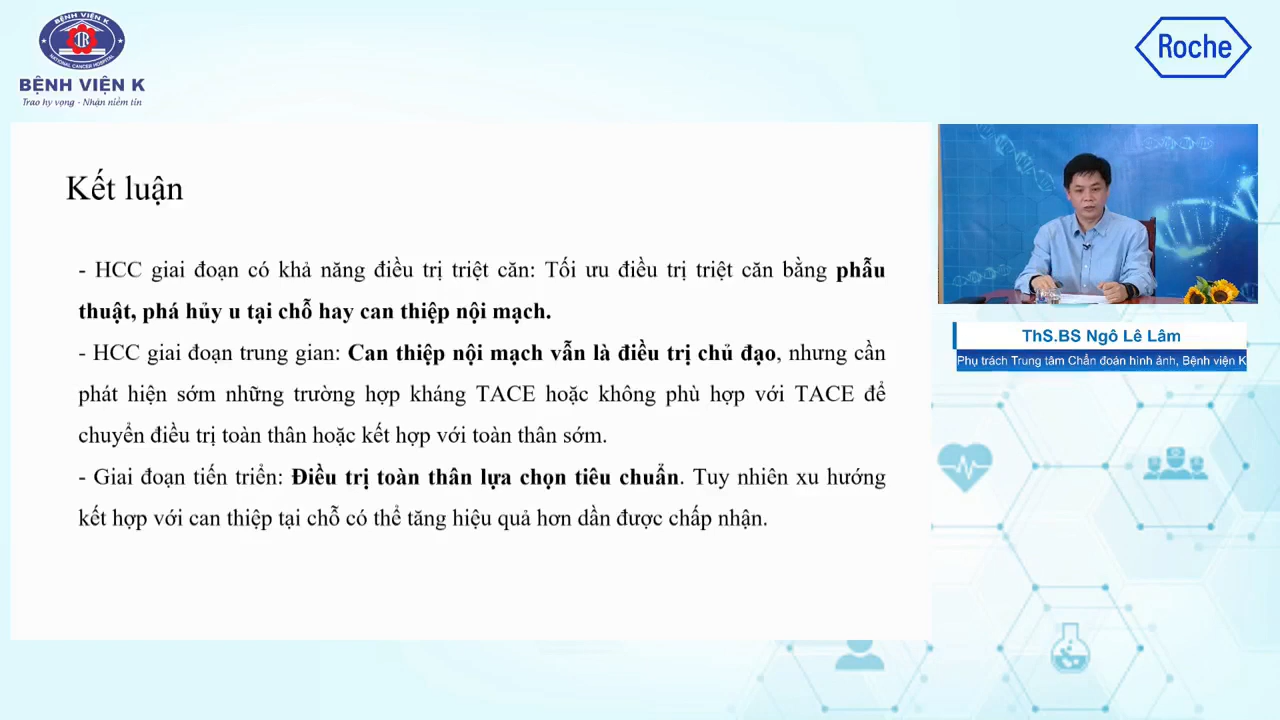 BỆNH VIỆN K
NATIONAL CANCER HOSPITAL
BỆNH VIỆN K
Trao hy vọng - Nhận niềm tin
Roche
Kết luận
- HCC giai đoạn có khả năng điều trị triệt căn: Tối ưu điều trị triệt căn bằng phẫu
thuật, phá hủy u tại chỗ hay can thiệp nội mạch.
- HCC giai đoạn trung gian: Can thiệp nội mạch vẫn là điều trị chủ đạo, nhưng cần
phát hiện sớm những trường hợp kháng TACE hoặc không phù hợp với TACE để
chuyển điều trị toàn thân hoặc kết hợp với toàn thân sớm.
- Giai đoạn tiến triển: Điều trị toàn thân lựa chọn tiêu chuẩn. Tuy nhiên xu hướng
kết hợp với can thiệp tại chỗ có thể tăng hiệu quả hơn dần được chấp nhận.
ThS.BS Ngô Lê Lâm
Phụ trách Trung tâm Chẩn đoán hình ảnh, Bệnh viện K